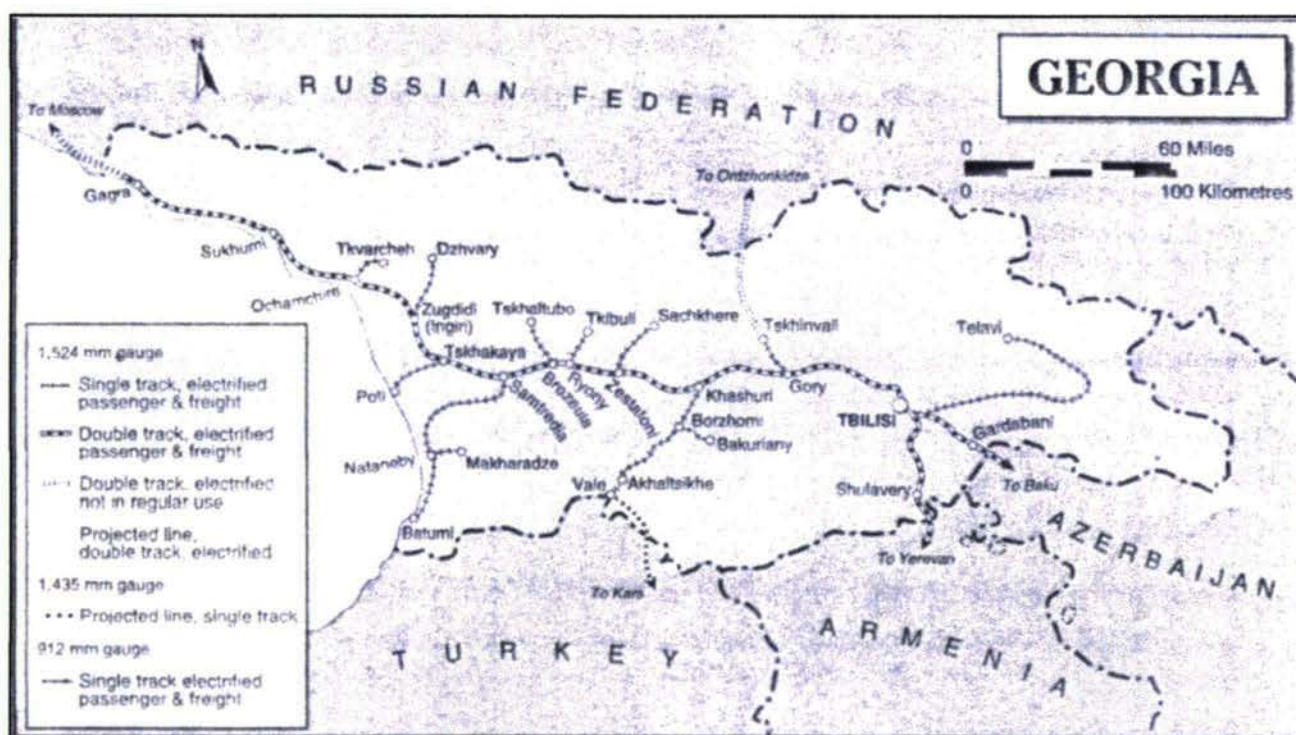 GEORGIA
N
RUSSIAN FEDERATION
0 60 Miles
0 100 Kilometres
To Moscow
To Ordzhonikidze
Gagra
Sukhumi
Tkvarcheli
Dzhvary
Ochamchire
Zugdidi
(Ingiri)
Tskhaltubo
Tkibuli
Sachkhere
Tskhinvali
Telavi
Tskhakaya
Poti
Samtredia
Brozeula
Ryony
Zestafoni
Khashuri
Gory
TBILISI
Gardabani
Borzhomi
Bakuriany
Nataneby
Makharadze
Vale
Akhaltsikhe
Shulavery
To Baku
Batumi
To Yerevan
To Kars
AZERBAIJAN
TURKEY
ARMENIA
1,524 mm gauge
Single track, electrified
passenger & freight
Double track, electrified
passenger & freight
Double track, electrified
not in regular use
Projected line,
double track, electrified
1,435 mm gauge
Projected line, single track
912 mm gauge
Single track electrified
passenger & freight